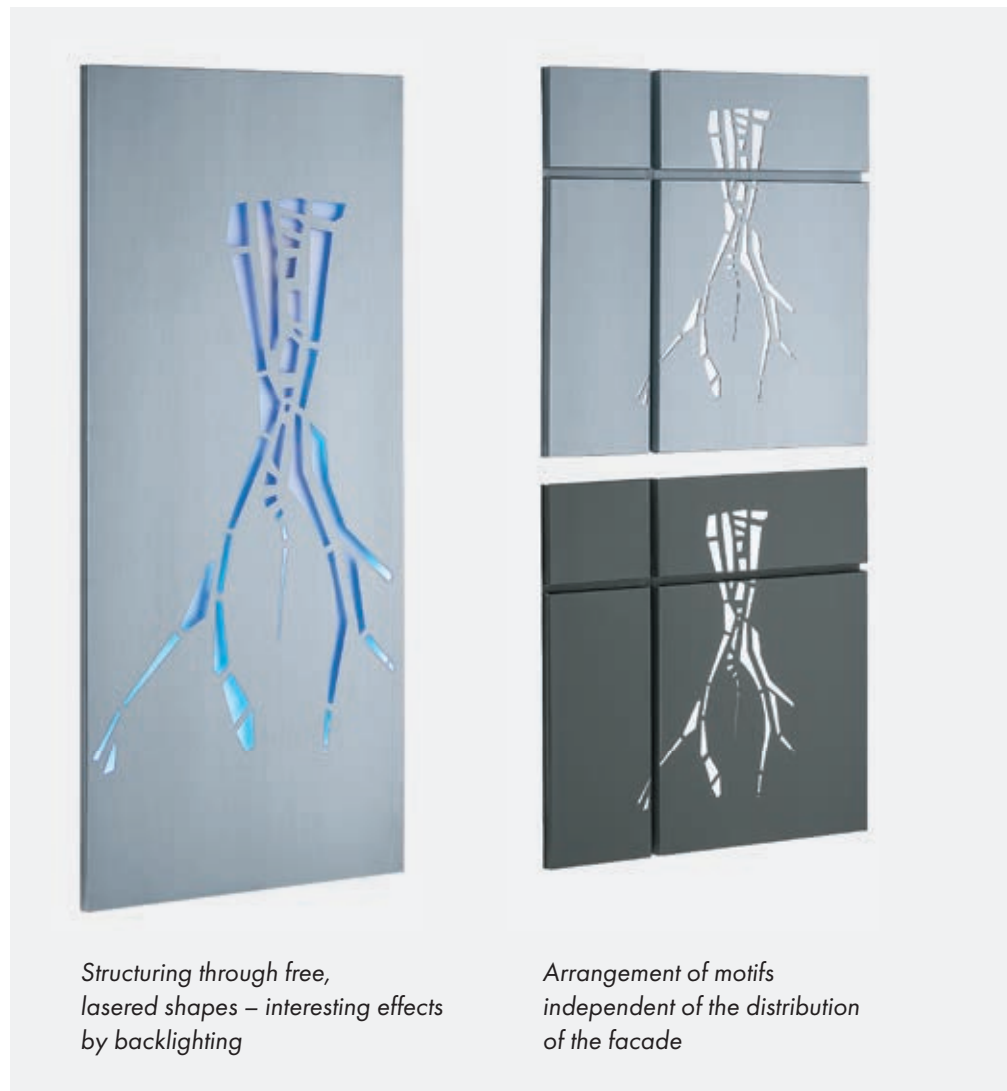 Structuring through free,
lasered shapes – interesting effects
by backlighting
Arrangement of motifs
independent of the distribution
of the facade